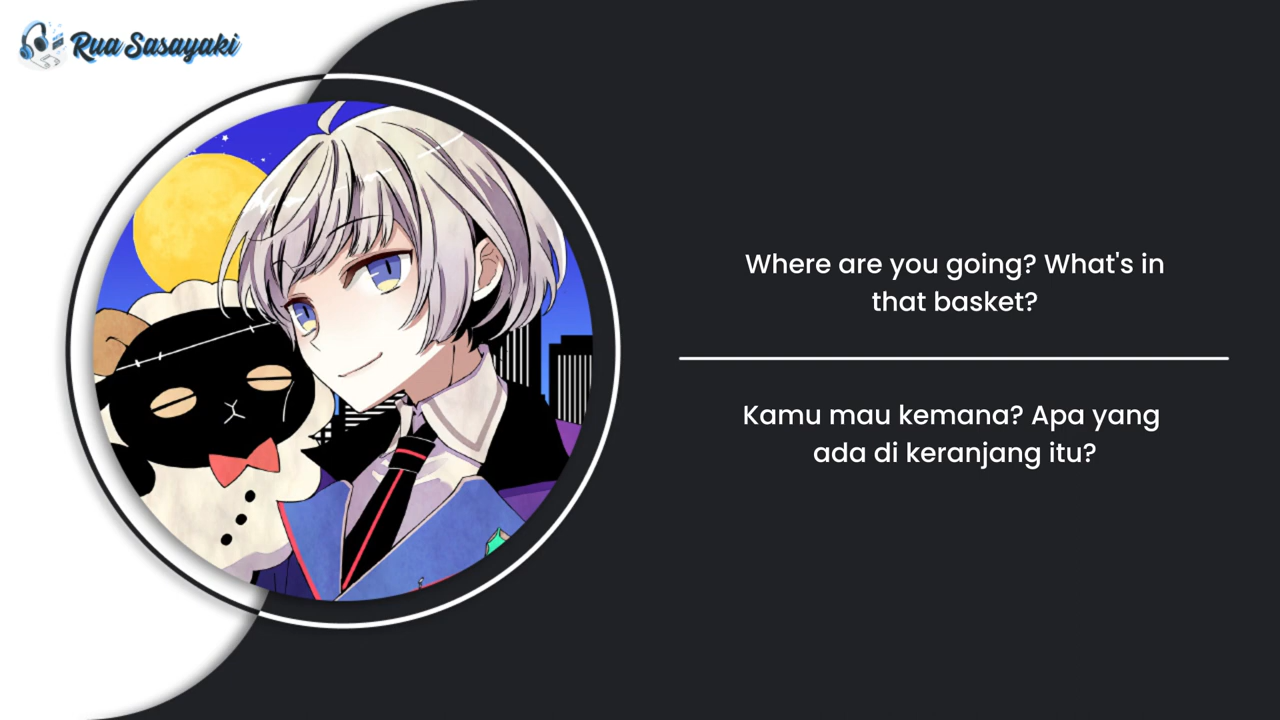 Rua Sasayaki
Where are you going? What's in
that basket?
Kamu mau kemana? Apa yang
ada di keranjang itu?